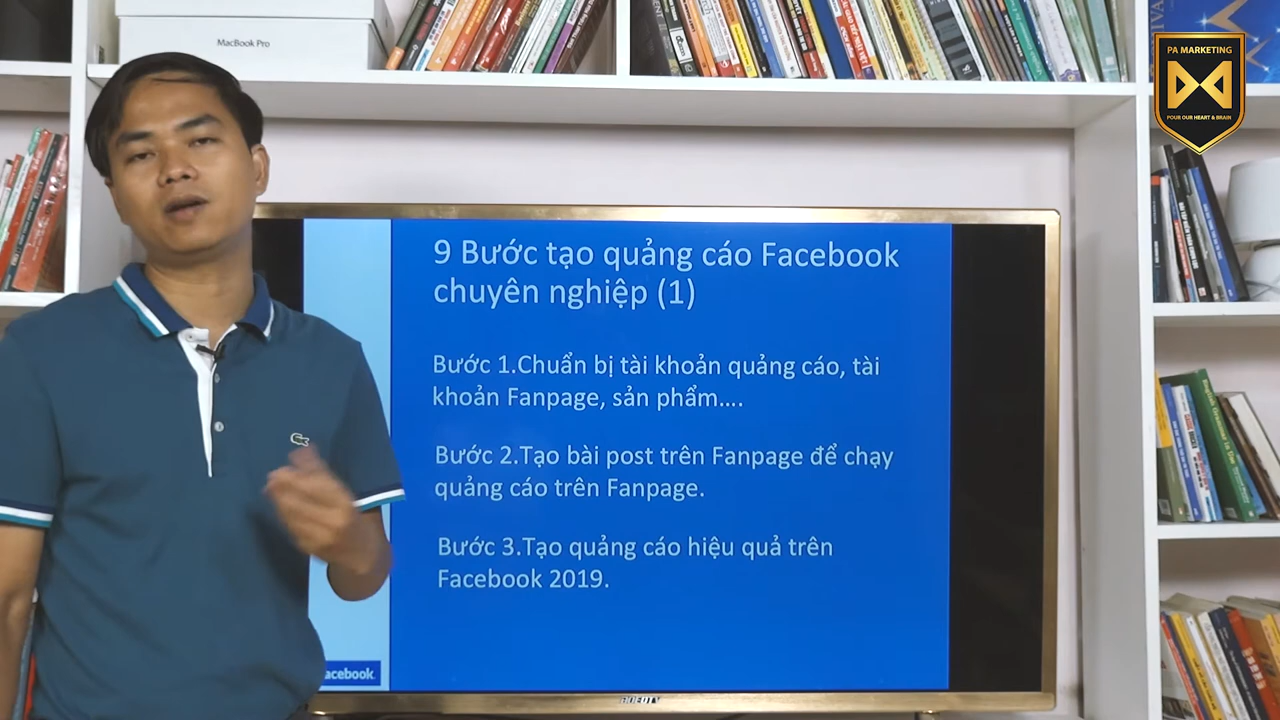 MacBook Pro
PA MARKETING
POUR OUR HEART & BRAIN
9 Bước tạo quảng cáo Facebook
chuyên nghiệp (1)
Bước 1.Chuẩn bị tài khoản quảng cáo, tài
khoản Fanpage, sản phẩm....
Bước 2.Tạo bài post trên Fanpage để chạy
quảng cáo trên Fanpage.
Bước 3.Tạo quảng cáo hiệu quả trên
Facebook 2019.
acebook.